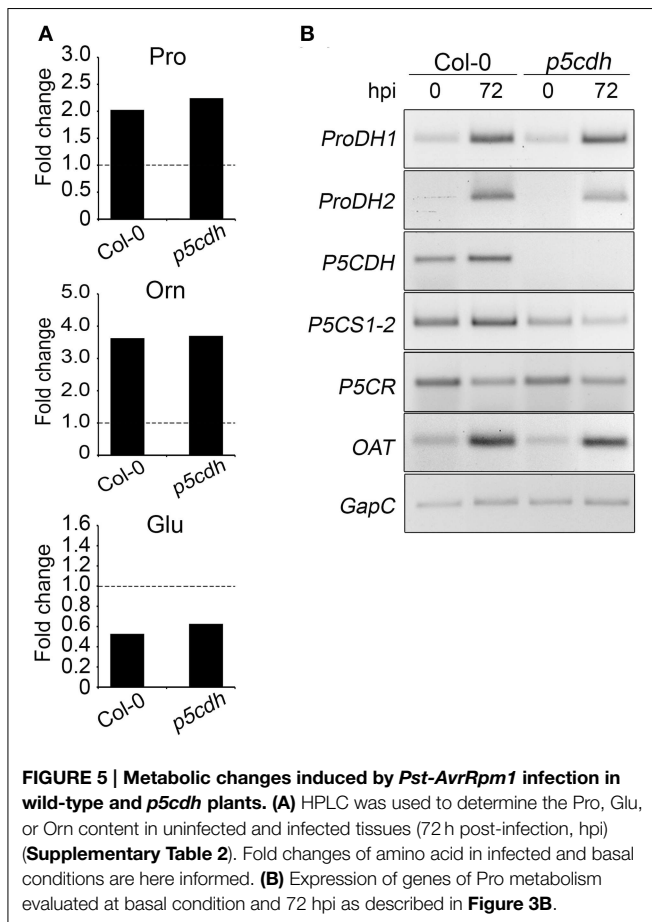 A
Pro
Fold change
3.0
2.5
2.0
1.5
1.0
0.5
0
Col-0
p5cdh
Orn
Fold change
5.0
4.0
3.0
2.0
1.0
0
Col-0
p5cdh
Glu
Fold change
1.6
1.4
1.2
1.0
0.8
0.6
0.4
0.2
0
Col-0
p5cdh
B
Col-0 p5cdh
hpi 0 72 0 72
ProDH1
ProDH2
P5CDH
P5CS1-2
P5CR
OAT
GapC
FIGURE 5 | Metabolic changes induced by Pst-AvrRpm1 infection in
wild-type and p5cdh plants. (A) HPLC was used to determine the Pro, Glu,
or Orn content in uninfected and infected tissues (72 h post-infection, hpi)
(Supplementary Table 2). Fold changes of amino acid in infected and basal
conditions are here informed. (B) Expression of genes of Pro metabolism
evaluated at basal condition and 72 hpi as described in Figure 3B.